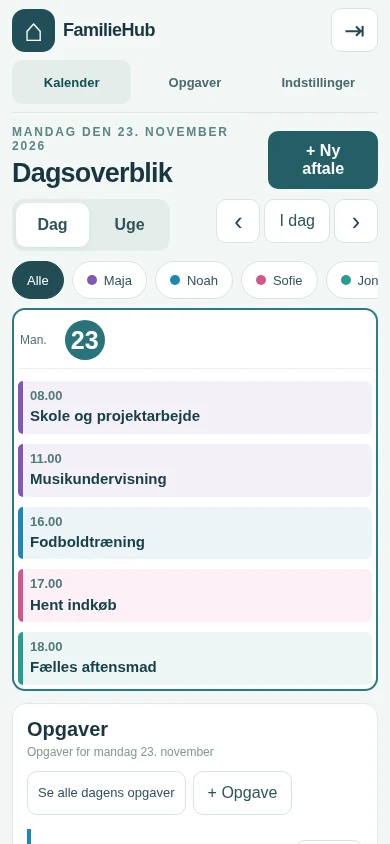 FamilieHub
Kalender
Opgaver
Indstillinger
MANDAG DEN 23. NOVEMBER
2026
Dagsoverblik
+ Ny
aftale
Dag
Uge
‹
I dag
›
Alle
Maja
Noah
Sofie
Jon
Man.
23
08.00
Skole og projektarbejde
11.00
Musikundervisning
16.00
Fodboldtræning
17.00
Hent indkøb
18.00
Fælles aftensmad
Opgaver
Opgaver for mandag 23. november
Se alle dagens opgaver
+ Opgave